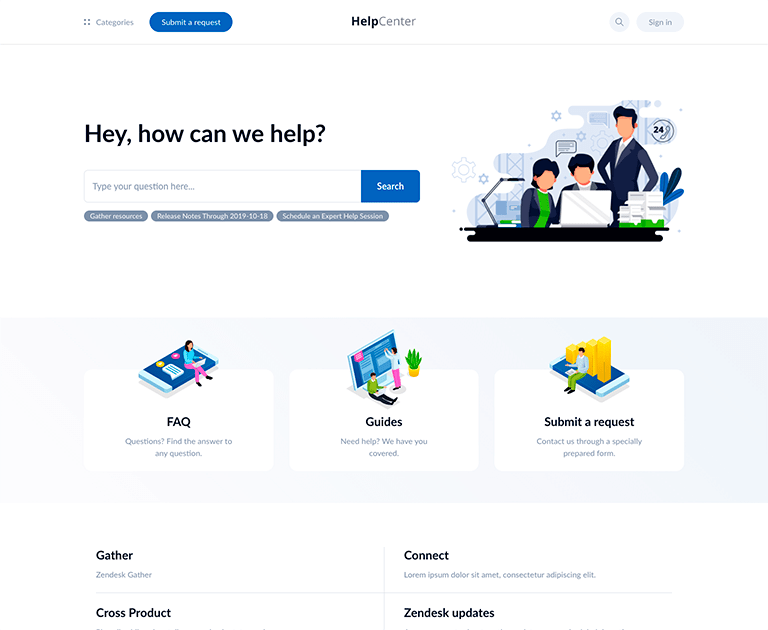 Categories
Submit a request
HelpCenter
Sign in
Hey, how can we help?
24
Type your question here...
Search
Gather resources
Release Notes Through 2019-10-18
Schedule an Expert Help Session
FAQ
Questions? Find the answer to
any question.
Guides
Need help? We have you
covered.
Submit a request
Contact us through a specially
prepared form.
Gather
Zendesk Gather
Connect
Lorem ipsum dolor sit amet, consectetur adipiscing elit.
Cross Product
Zendesk updates